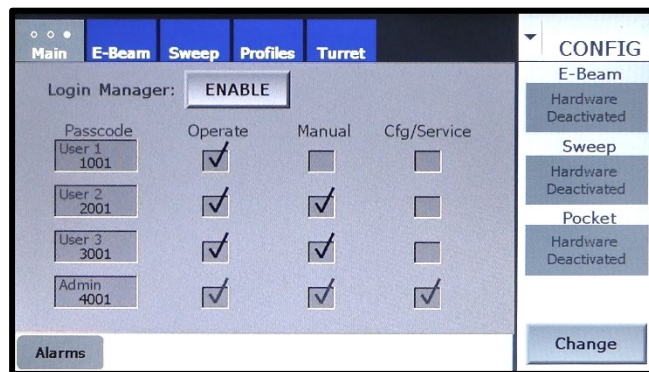 Main E-Beam Sweep Profiles Turret
Login Manager: ENABLE
Passcode Operate Manual Cfg/Service
User 1
1001
User 2
2001
User 3
3001
Admin
4001
Alarms
CONFIG
E-Beam
Hardware
Deactivated
Sweep
Hardware
Deactivated
Pocket
Hardware
Deactivated
Change